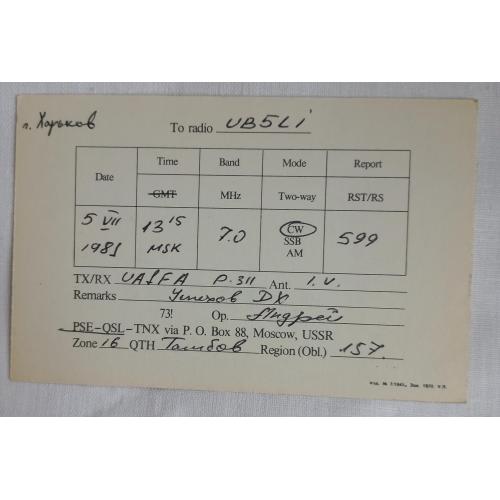 г. Харьков
To radio UB5LI
Date Time Band Mode Report
GMT MHz Two-way RST/RS
5 VII 1981 13 15 MSK 7.0 CW SSB AM 599
TX/RX UA1FA P.311 Ant. I.V.
Remarks Успехов DX
73! Op. Андрей
PSE-QSL-TNX via P. O. Box 88, Moscow, USSR
Zone 16 QTH Тамбов Region (Obl.) 157.